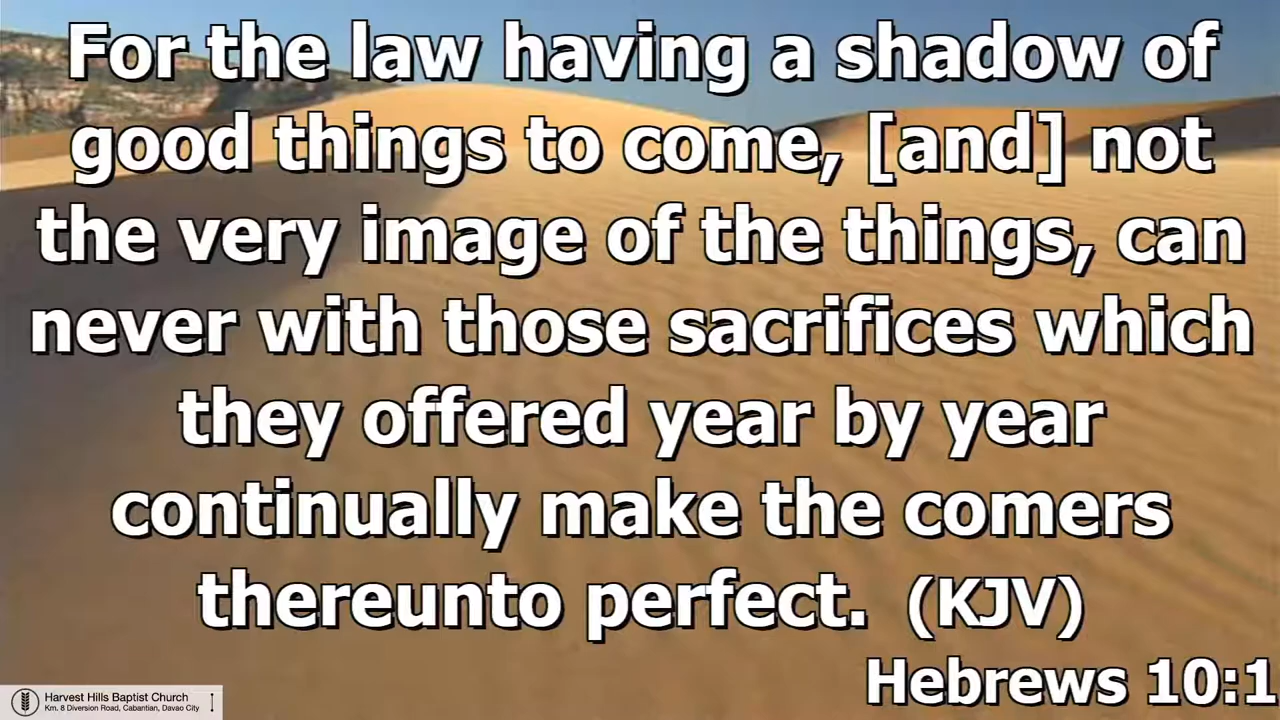 For the law having a shadow of
good things to come, [and] not
the very image of the things, can
never with those sacrifices which
they offered year by year
continually make the comers
thereunto perfect. (KJV)
Hebrews 10:1
Harvest Hills Baptist Church
Km. 8 Diversion Road, Cabantian, Davao City